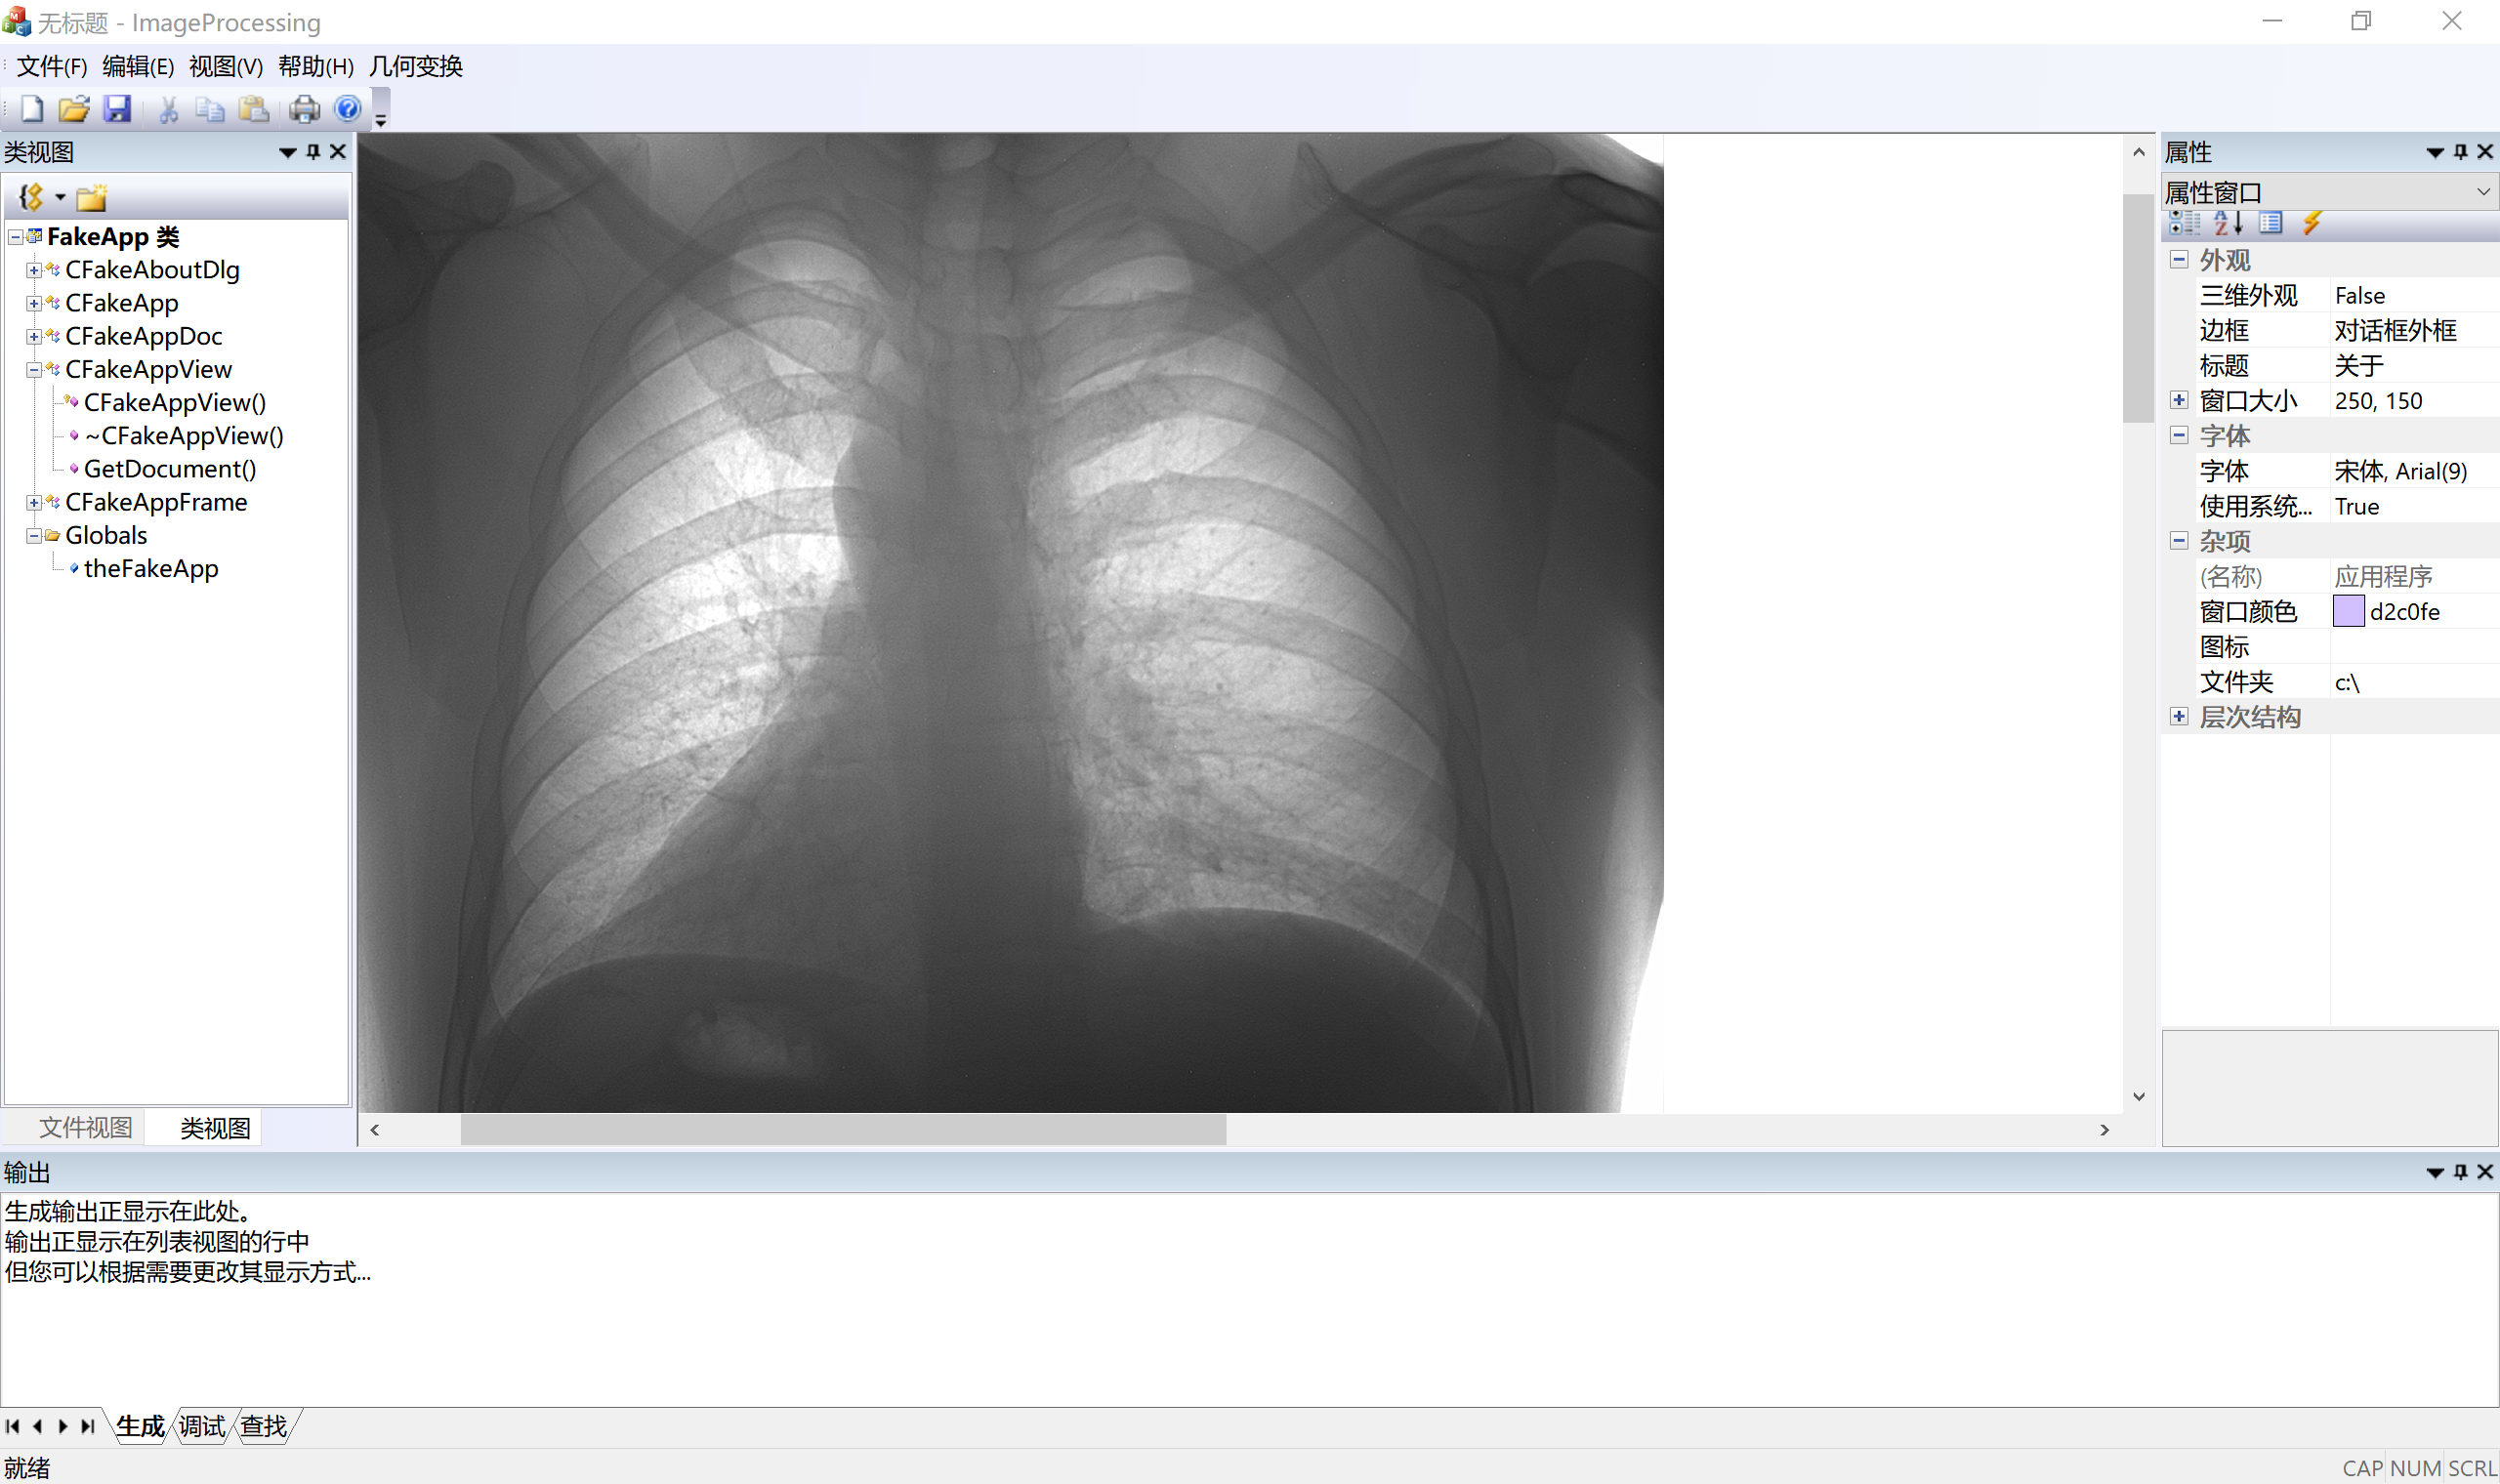 无标题 - ImageProcessing
文件(F) 编辑(E) 视图(V) 帮助(H) 几何变换
类视图
FakeApp 类
CFakeAboutDlg
CFakeApp
CFakeAppDoc
CFakeAppView
CFakeAppView()
~CFakeAppView()
GetDocument()
CFakeAppFrame
Globals
theFakeApp
文件视图 类视图
属性
属性窗口
外观
三维外观 False
边框 对话框外框
标题 关于
窗口大小 250, 150
字体
字体 宋体, Arial(9)
使用系统... True
杂项
(名称) 应用程序
窗口颜色 d2c0fe
图标
文件夹 c:\
层次结构
输出
生成输出正显示在此处。
输出正显示在列表视图的行中
但您可以根据需要更改其显示方式...
生成 调试 查找
就绪 CAP NUM SCRL